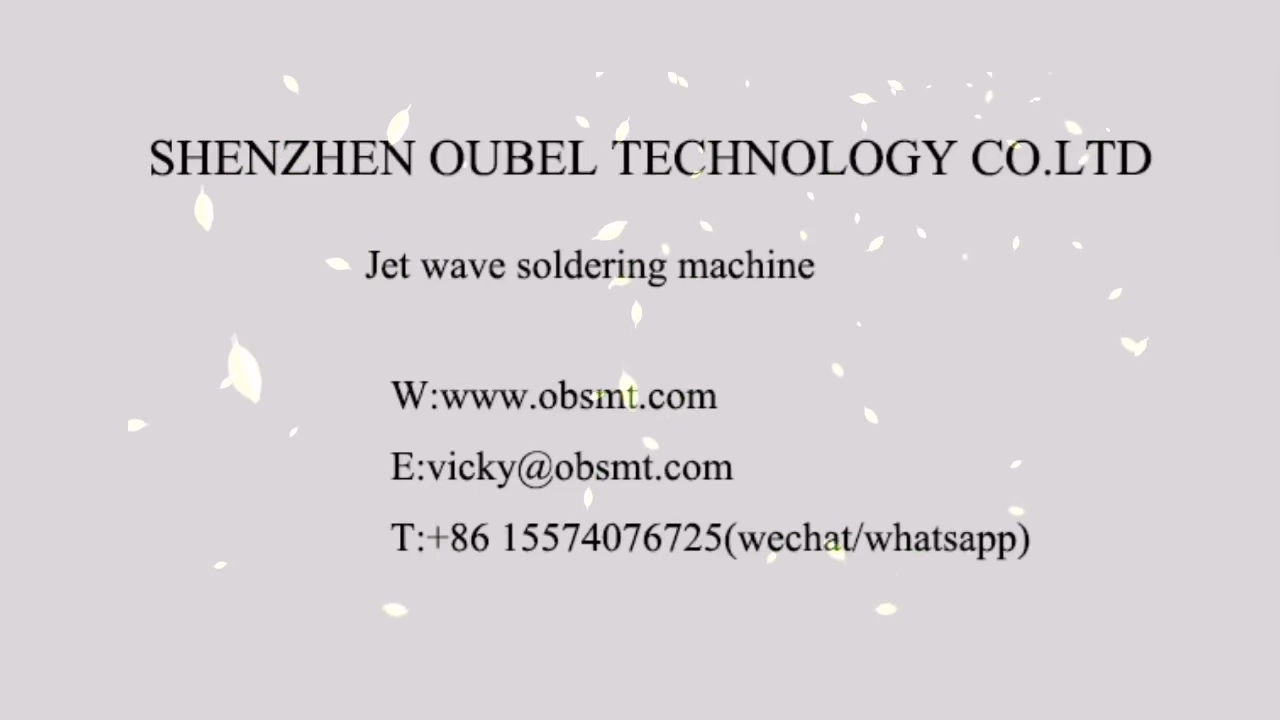 SHENZHEN OUBEL TECHNOLOGY CO.LTD
Jet wave soldering machine
W:www.obsmt.com
E:vicky@obsmt.com
T:+86 15574076725(wechat/whatsapp)